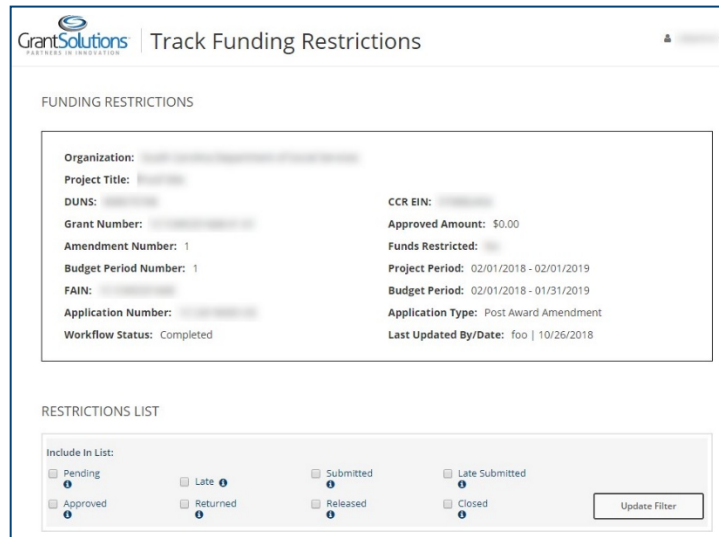 GrantSolutions
PARTNERS IN INNOVATION
Track Funding Restrictions
FUNDING RESTRICTIONS
Organization:
Project Title:
DUNS:
CCR EIN:
Grant Number:
Approved Amount: $0.00
Amendment Number: 1
Funds Restricted:
Budget Period Number: 1
Project Period: 02/01/2018 - 02/01/2019
FAIN:
Budget Period: 02/01/2018 - 01/31/2019
Application Number:
Application Type: Post Award Amendment
Workflow Status: Completed
Last Updated By/Date: foo | 10/26/2018
RESTRICTIONS LIST
Include In List:
Pending
Late
Submitted
Late Submitted
Approved
Returned
Released
Closed
Update Filter